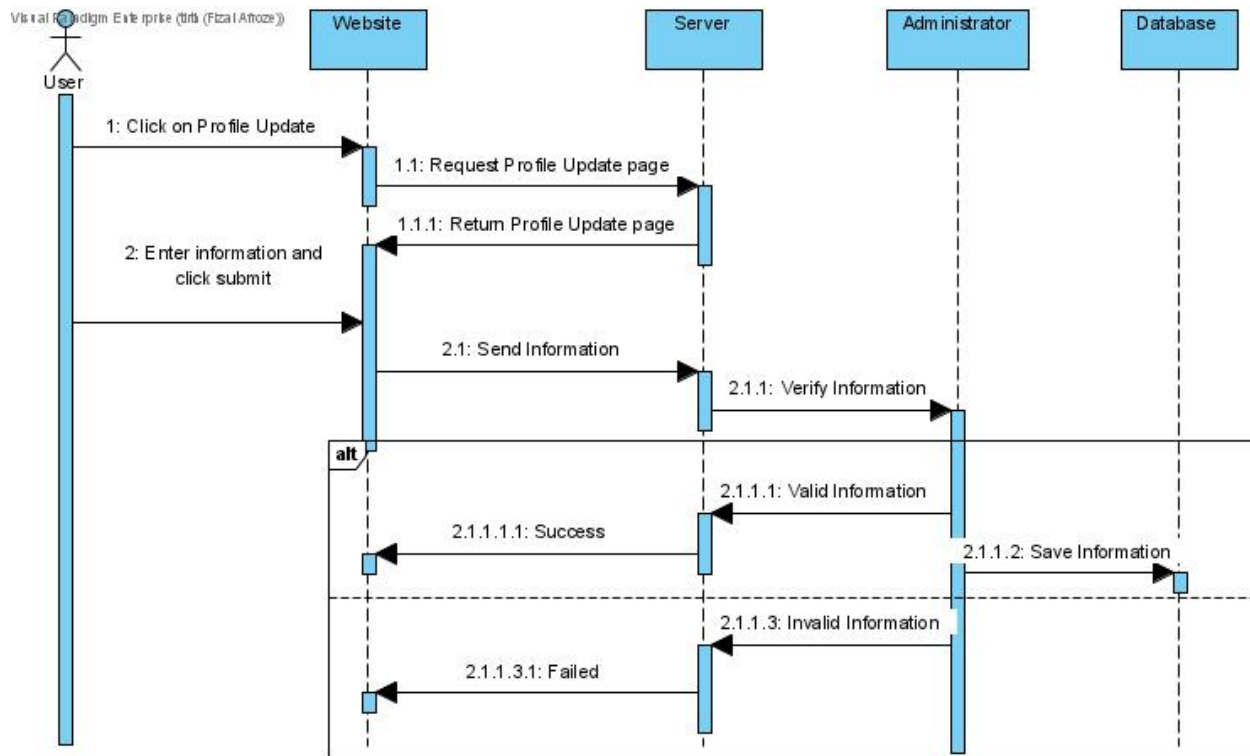 Visual Paradigm Enterprise
User
Website
Server
Administrator
Database
1: Click on Profile Update
1.1: Request Profile Update page
1.1.1: Return Profile Update page
2: Enter information and
click submit
2.1: Send Information
2.1.1: Verify Information
alt
2.1.1.1: Valid Information
2.1.1.1.1: Success
2.1.1.2: Save Information
2.1.1.3: Invalid Information
2.1.1.3.1: Failed